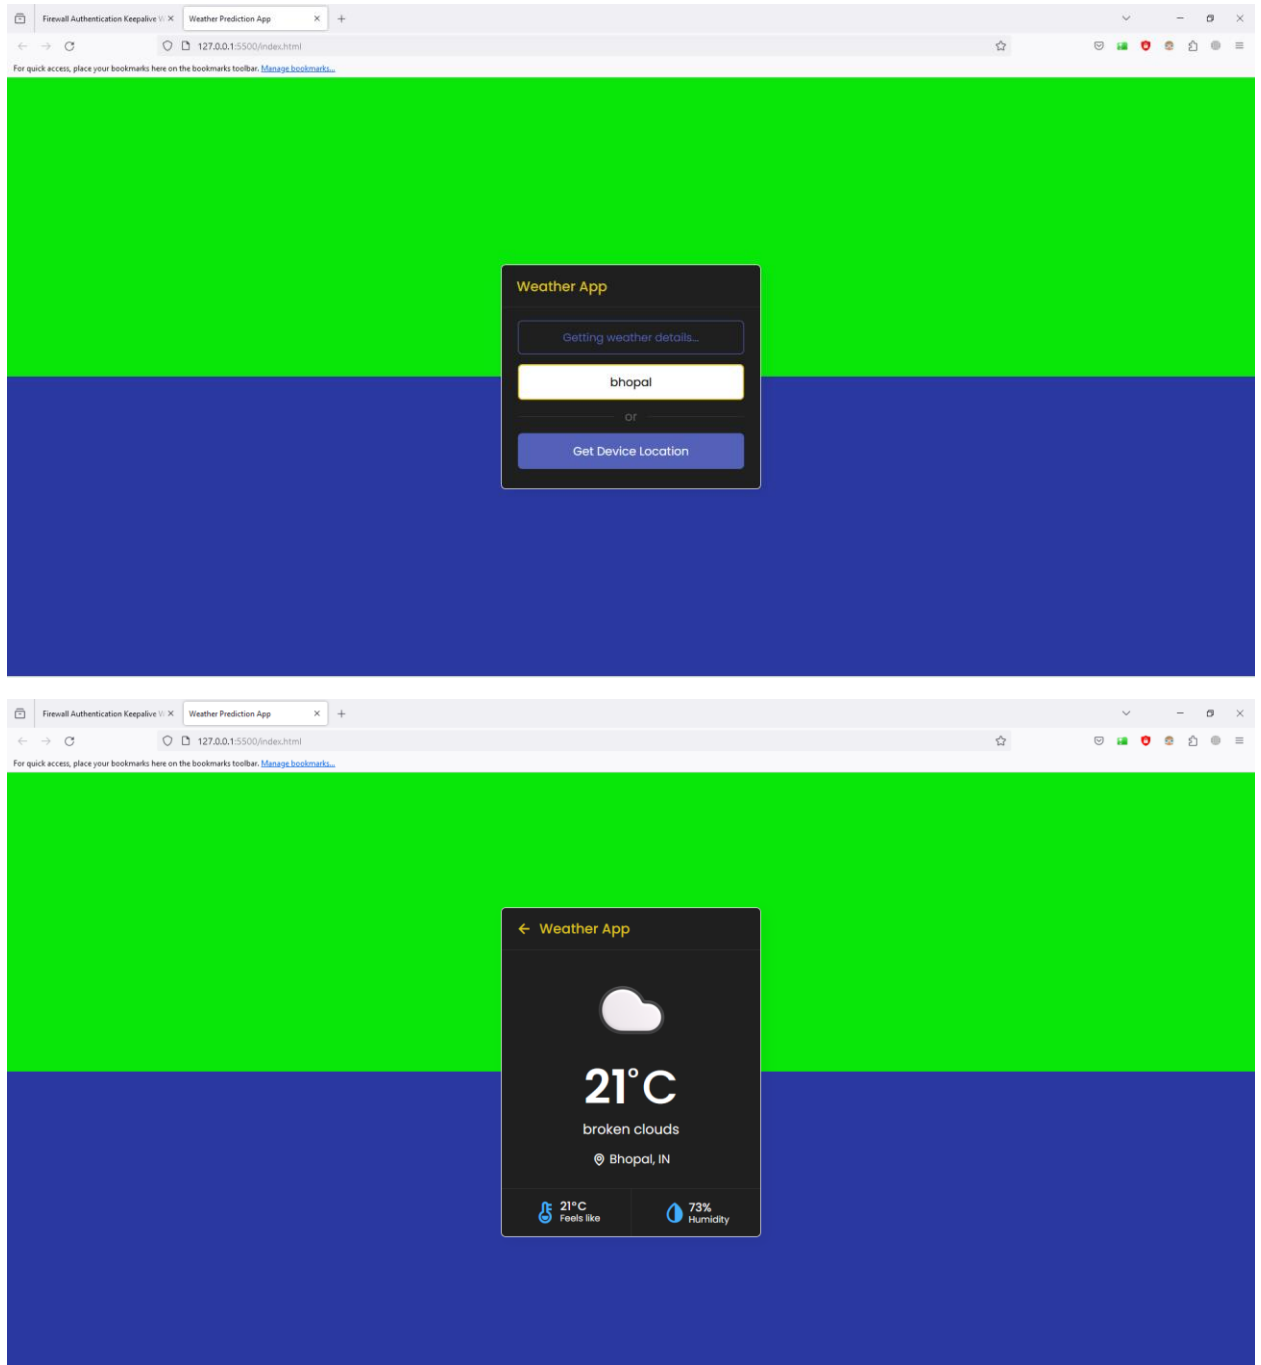 Firewall Authentication Keepalive
Weather Prediction App
127.0.0.1:5500/index.html
For quick access, place your bookmarks here on the bookmarks toolbar. Manage bookmarks...
Weather App
Getting weather details...
bhopal
or
Get Device Location
Firewall Authentication Keepalive
Weather Prediction App
127.0.0.1:5500/index.html
For quick access, place your bookmarks here on the bookmarks toolbar. Manage bookmarks...
Weather App
21°C
broken clouds
Bhopal, IN
21°C
Feels like
73%
Humidity